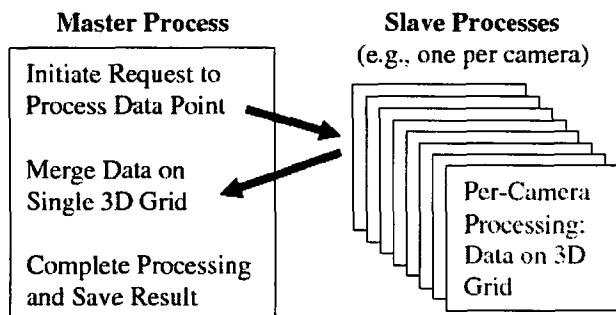 Master Process
Initiate Request to
Process Data Point
Merge Data on
Single 3D Grid
Complete Processing
and Save Result
Slave Processes
(e.g., one per camera)
Per-Camera
Processing:
Data on 3D
Grid